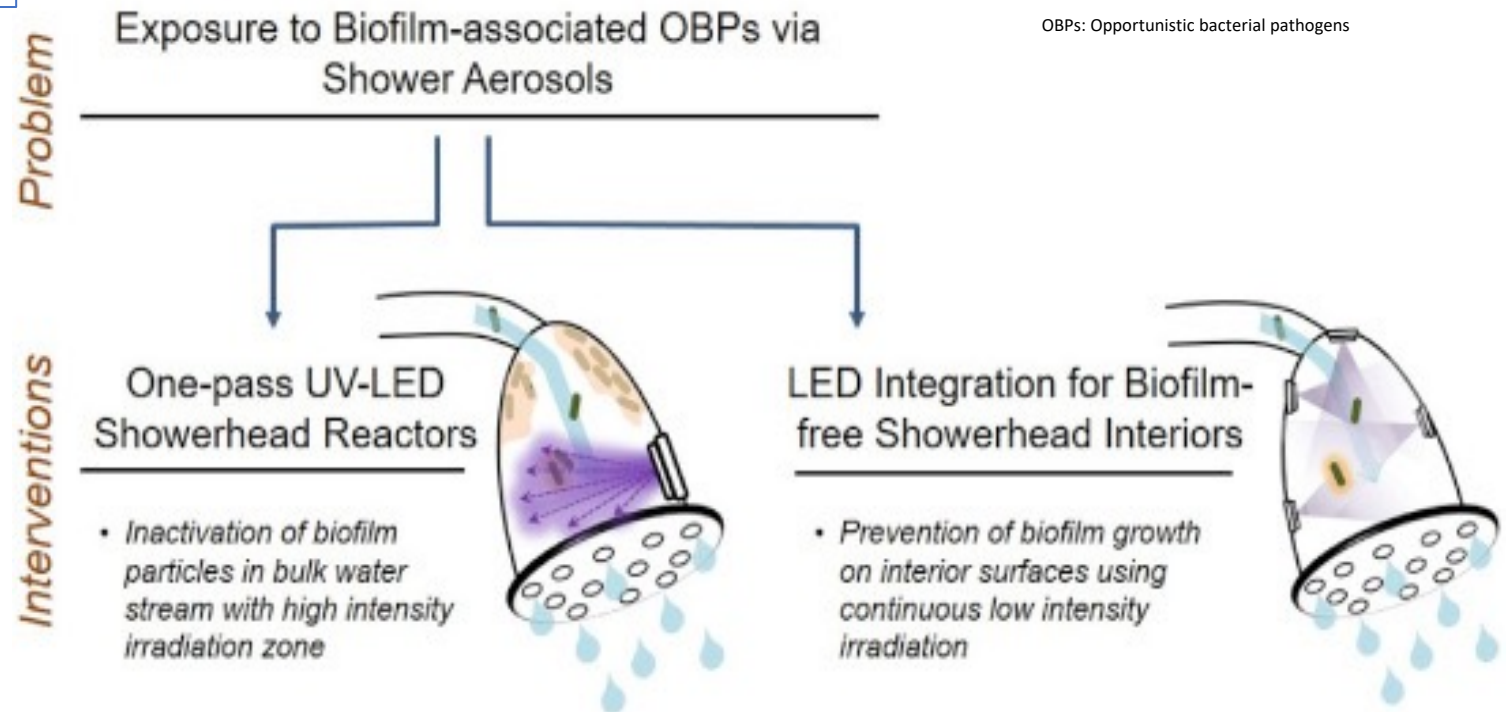 Problem
Exposure to Biofilm-associated OBPs via
Shower Aerosols
OBPs: Opportunistic bacterial pathogens
Interventions
One-pass UV-LED
Showerhead Reactors
• Inactivation of biofilm
particles in bulk water
stream with high intensity
irradiation zone
LED Integration for Biofilm-
free Showerhead Interiors
• Prevention of biofilm growth
on interior surfaces using
continuous low intensity
irradiation